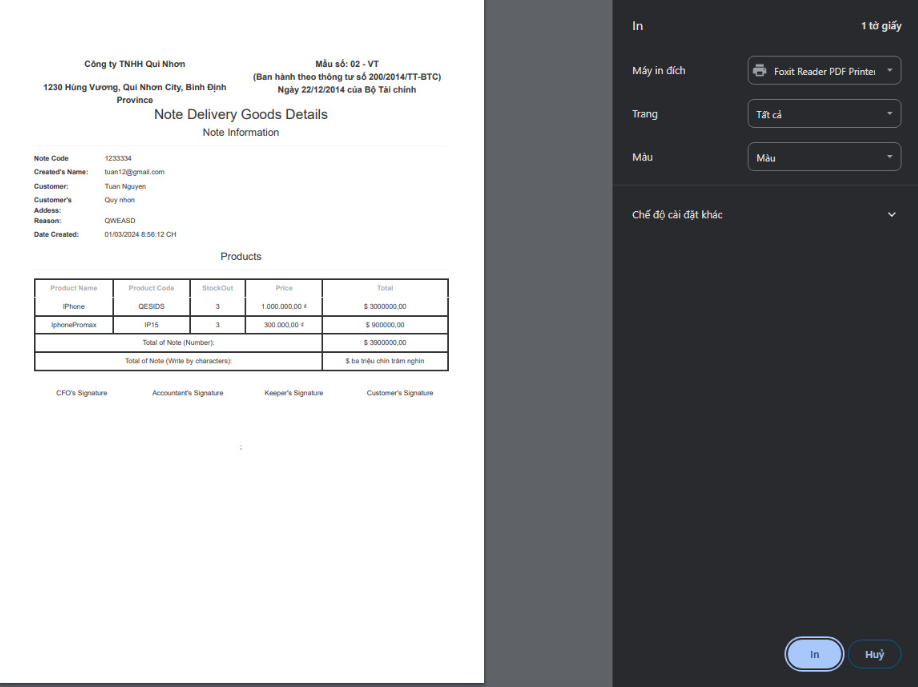 Công ty TNHH Qui Nhơn
1230 Hùng Vương, Qui Nhơn City, Bình Định
Province
Mẫu số: 02 - VT
(Ban hành theo thông tư số 200/2014/TT-BTC)
Ngày 22/12/2014 của Bộ Tài chính
Note Delivery Goods Details
Note Information
Note Code 1233334
Created's Name: tuan12@gmail.com
Customer: Tuan Nguyen
Customer's Addess: Quy nhon
Reason: QWEASD
Date Created: 01/03/2024 8:56:12 CH
Products
Product Name Product Code StockOut Price Total
IPhone QESIDS 3 1.000.000,00 ₫ $ 3000000,00
IphonePromax IP15 3 300.000,00 ₫ $ 900000,00
Total of Note (Number): $ 3900000,00
Total of Note (Write by characters): $ ba triệu chín trăm nghìn
CFO's Signature Accountant's Signature Keeper's Signature Customer's Signature
;
In 1 tờ giấy
Máy in đích Foxit Reader PDF Printer
Trang Tất cả
Màu Màu
Chế độ cài đặt khác
In Huỷ